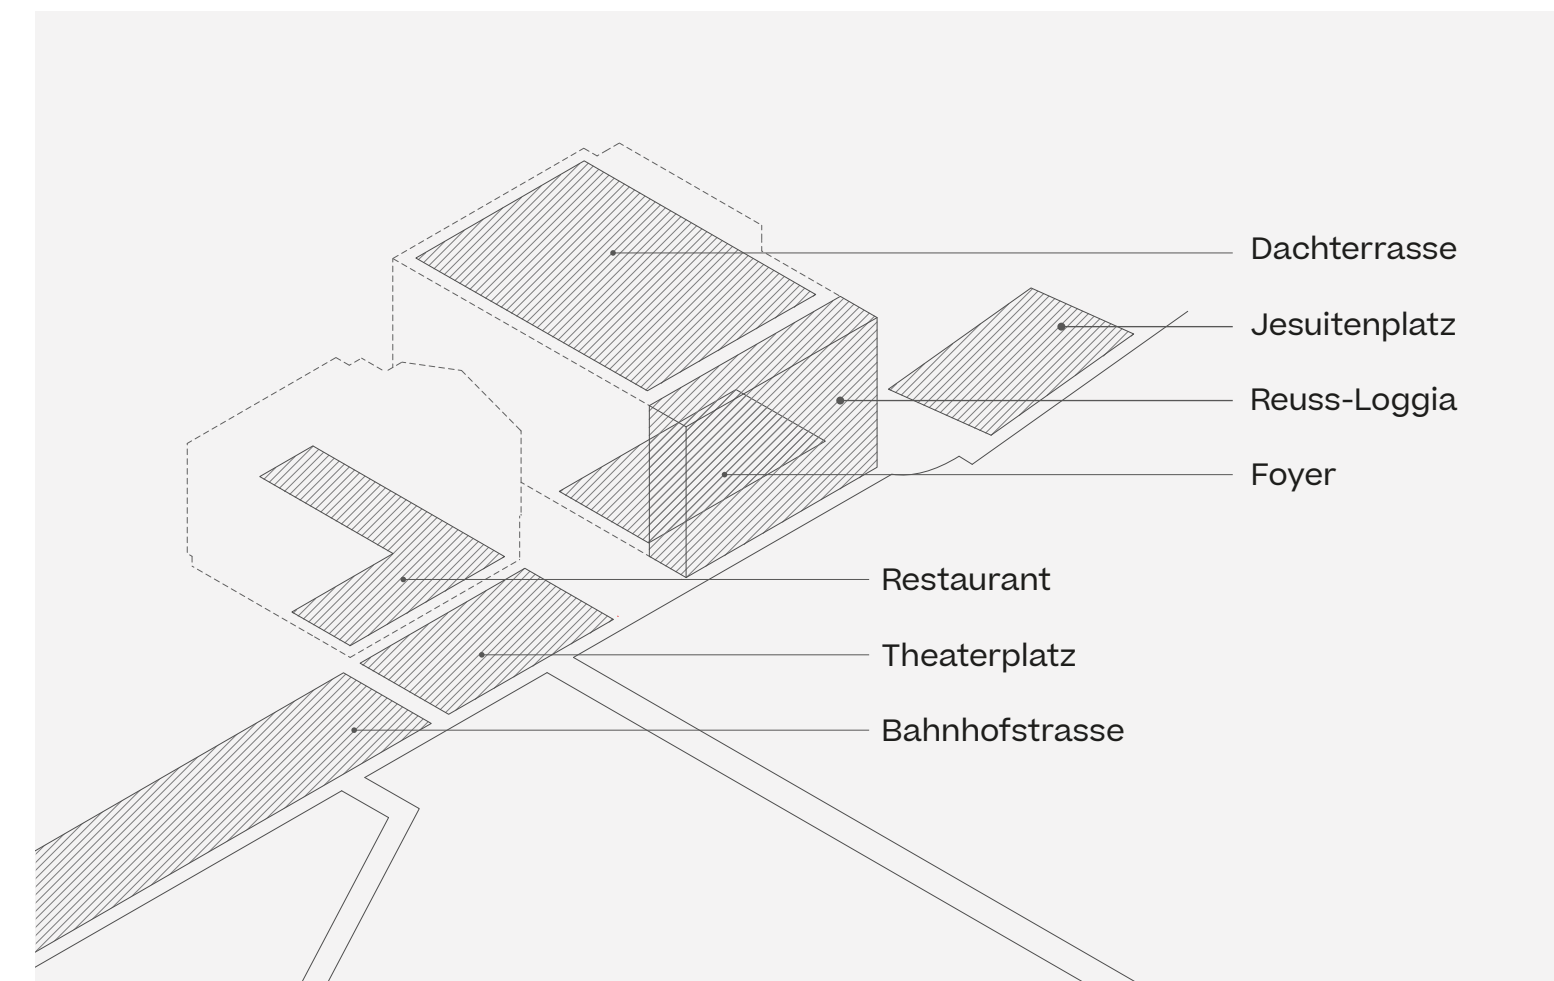 Dachterrasse
Jesuitenplatz
Reuss-Loggia
Foyer
Restaurant
Theaterplatz
Bahnhofstrasse